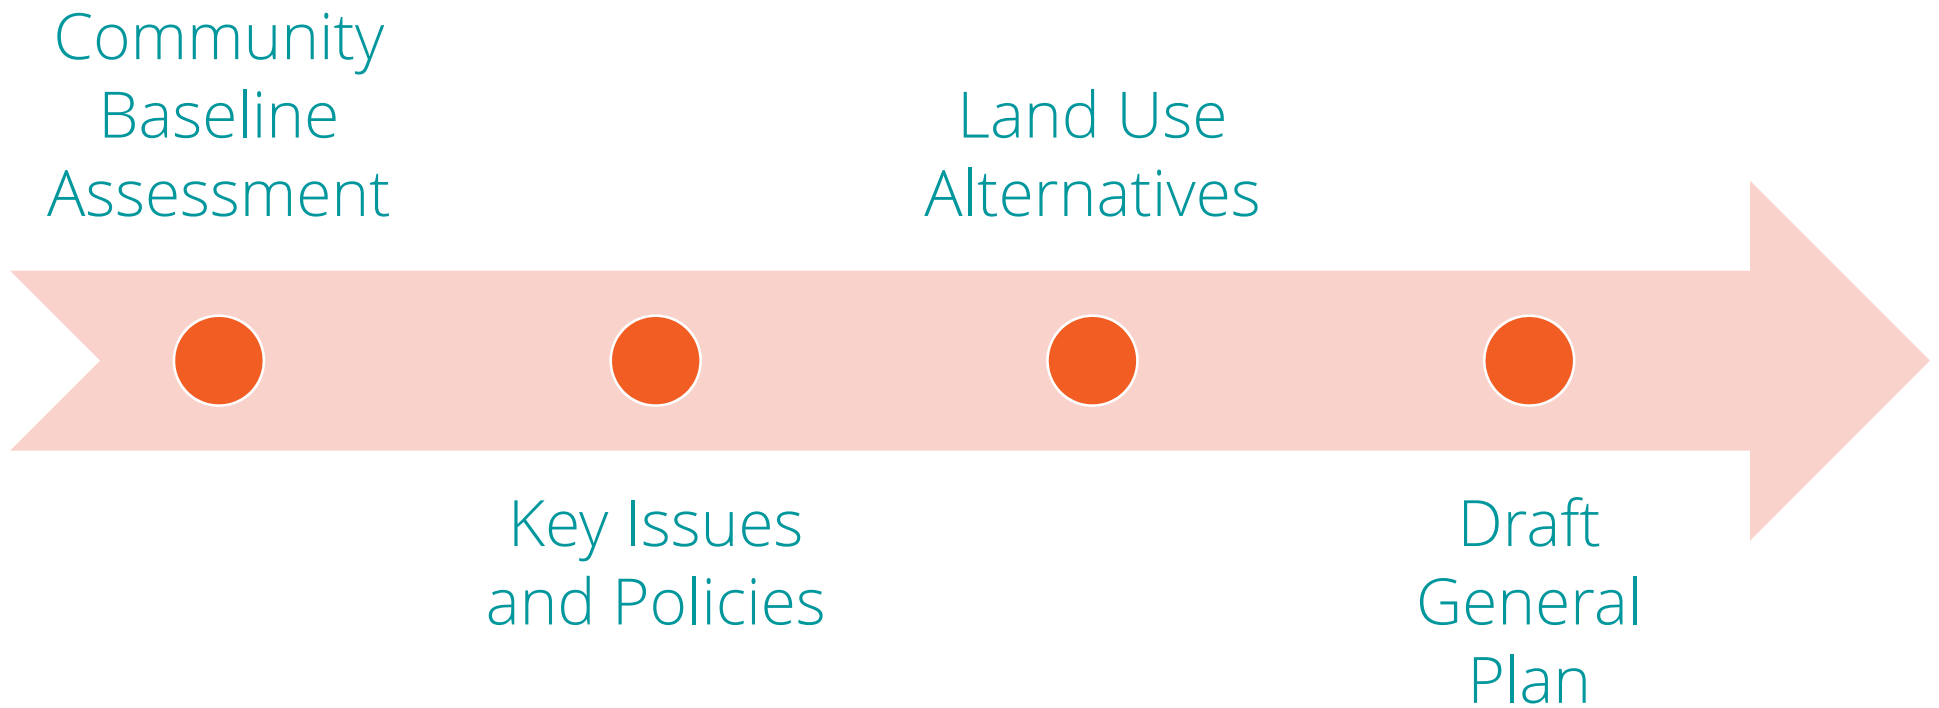 Community
Baseline
Assessment
Key Issues
and Policies
Land Use
Alternatives
Draft
General
Plan